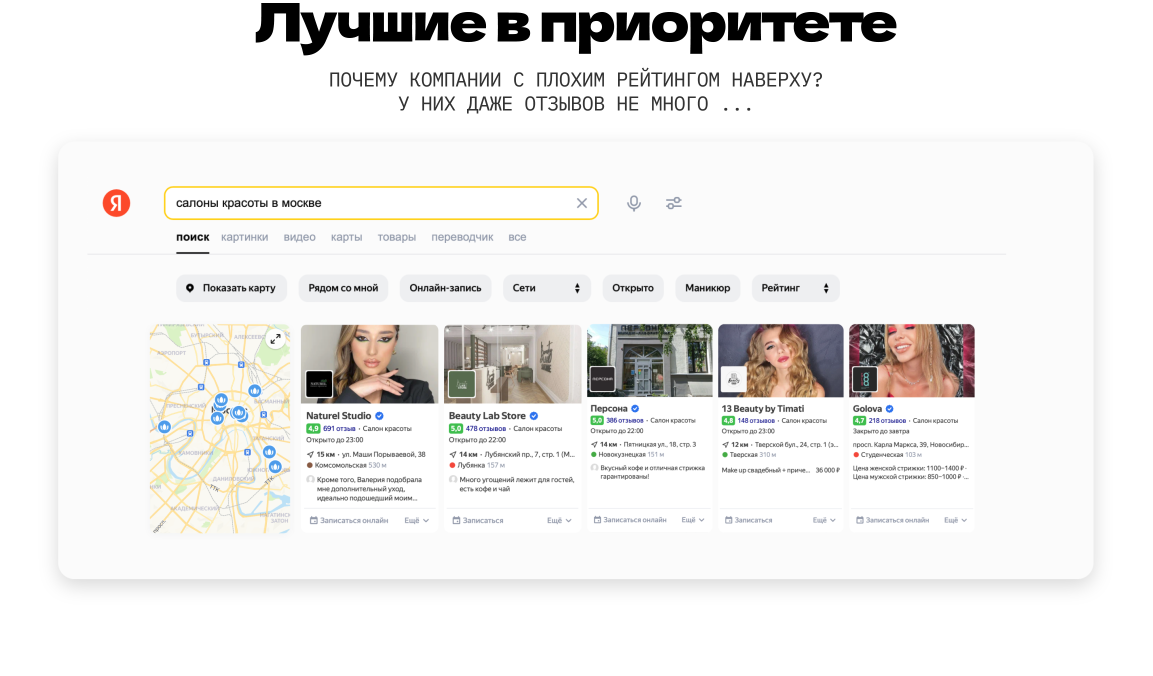 Лучшие в приоритете
ПОЧЕМУ КОМПАНИИ С ПЛОХИМ РЕЙТИНГОМ НАВЕРХУ?
У НИХ ДАЖЕ ОТЗЫВОВ НЕ МНОГО ...
Я
салоны красоты в москве
поиск картинки видео карты товары переводчик все
Показать карту Рядом со мной Онлайн-запись Сети Открыто Маникюр Рейтинг
Naturel Studio
4,9 691 отзыв · Салон красоты
Открыто до 23:00
15 км · ул. Маши Порываевой, 38
Комсомольская 530 м
Кроме того, Валерия подобрала
мне дополнительный уход,
идеально подошедший моим...
Записаться онлайн Ещё
Beauty Lab Store
5,0 478 отзывов · Салон красоты
Открыто до 22:00
14 км · Лубянский пр., 7, стр. 1 (М...
Лубянка 157 м
Много угощений лежит для гостей,
есть кофе и чай
Записаться Ещё
ПЕРСОНА
Персона
5,0 386 отзывов · Салон красоты
Открыто до 22:00
14 км · Пятницкая ул., 18, стр. 3
Новокузнецкая 151 м
Вкусный кофе и отличная стрижка
гарантированы!
Записаться онлайн Ещё
13 Beauty by Timati
4,8 148 отзывов · Салон красоты
Открыто до 23:00
12 км · Тверской бул., 24, стр. 1 (э...
Тверская 310 м
Make up свадебный + приче... 36 000 ₽
Записаться Ещё
Golova
4,7 218 отзывов · Салон красоты
Закрыто до завтра
просп. Карла Маркса, 39, Новосибир...
Студенческая 103 м
Цена женской стрижки: 1100–1400 ₽ ·
Цена мужской стрижки: 850–1000 ₽ ·...
Записаться онлайн Ещё